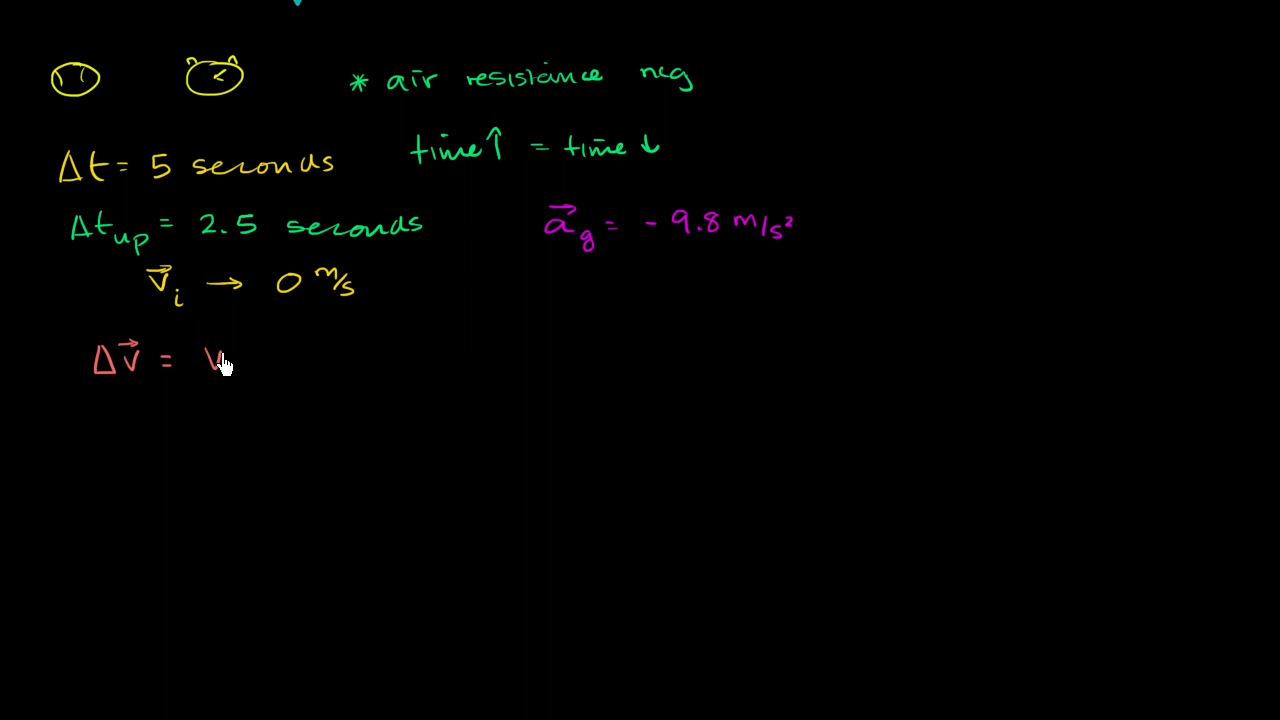 * air resistance neg
time↑ = time↓
Δt = 5 seconds
Δt_up = 2.5 seconds
a⃗_g = - 9.8 m/s²
v⃗_i → 0 m/s
Δv⃗ = v